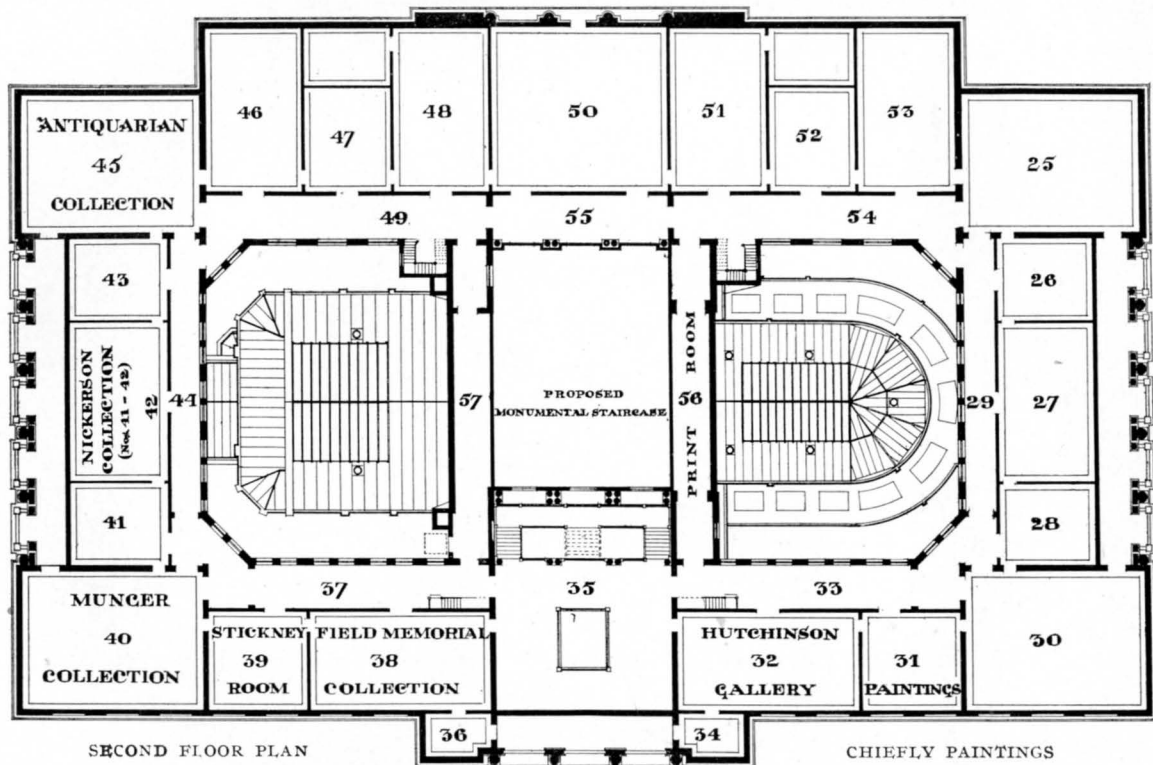 46
47
48
50
51
52
53
ANTIQUARIAN
45
COLLECTION
25
49
55
54
43
26
NICKERSON
COLLECTION
(Nos. 41-42)
42
44
57
PROPOSED
MONUMENTAL STAIRCASE
56
PRINT ROOM
29
27
41
28
37
35
33
MUNGER
40
COLLECTION
STICKNEY
39
ROOM
FIELD MEMORIAL
38
COLLECTION
HUTCHINSON
32
GALLERY
31
PAINTINGS
30
36
34
SECOND FLOOR PLAN
CHIEFLY PAINTINGS